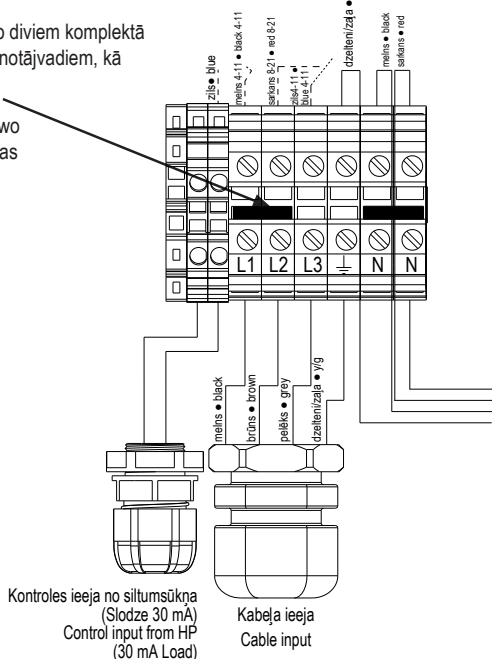 o diviem komplektā
notājvadiem, kā
wo
as
zils ● blue
melns 4-11 ● black 4-11
sarkans 8-21 ● red 8-21
zils4-11 ●
blue 4-11
dzelteni/zaļa ●
melns ● black
sarkans ● red
L1 L2 L3 N N
melns ● black
brūns ● brown
pelēks ● grey
dzelteni/zaļa ● y/g
Kontroles ieeja no siltumsūkņa
(Slodze 30 mA)
Control input from HP
(30 mA Load)
Kabeļa ieeja
Cable input